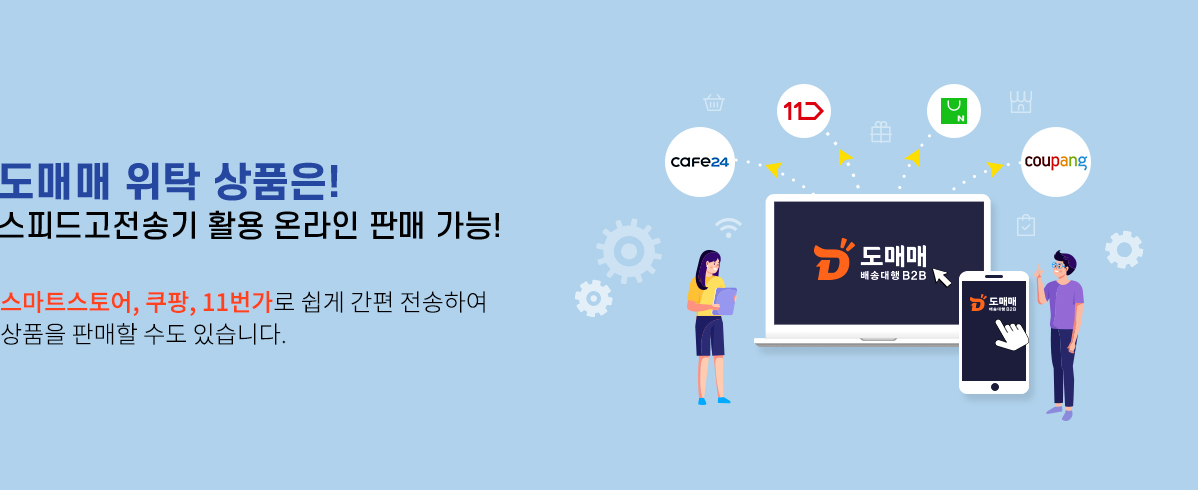 도매매 위탁 상품은!
스피드고전송기 활용 온라인 판매 가능!
스마트스토어, 쿠팡, 11번가로 쉽게 간편 전송하여
상품을 판매할 수도 있습니다.
CAFE24
11
N
coupang
도매매
배송대행 B2B
도매매
배송대행 B2B